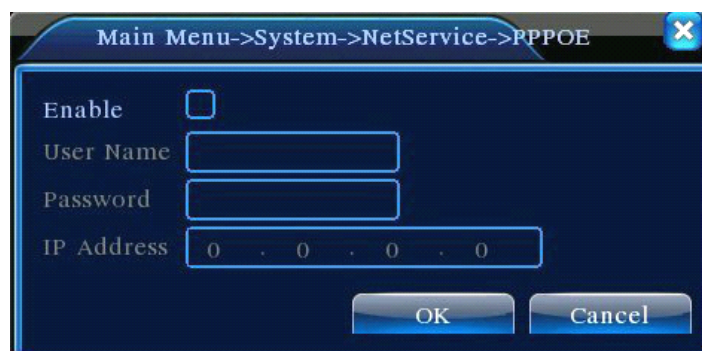 Main Menu->System->NetService->PPPOE
Enable
User Name
Password
IP Address 0 . 0 . 0 . 0
OK Cancel